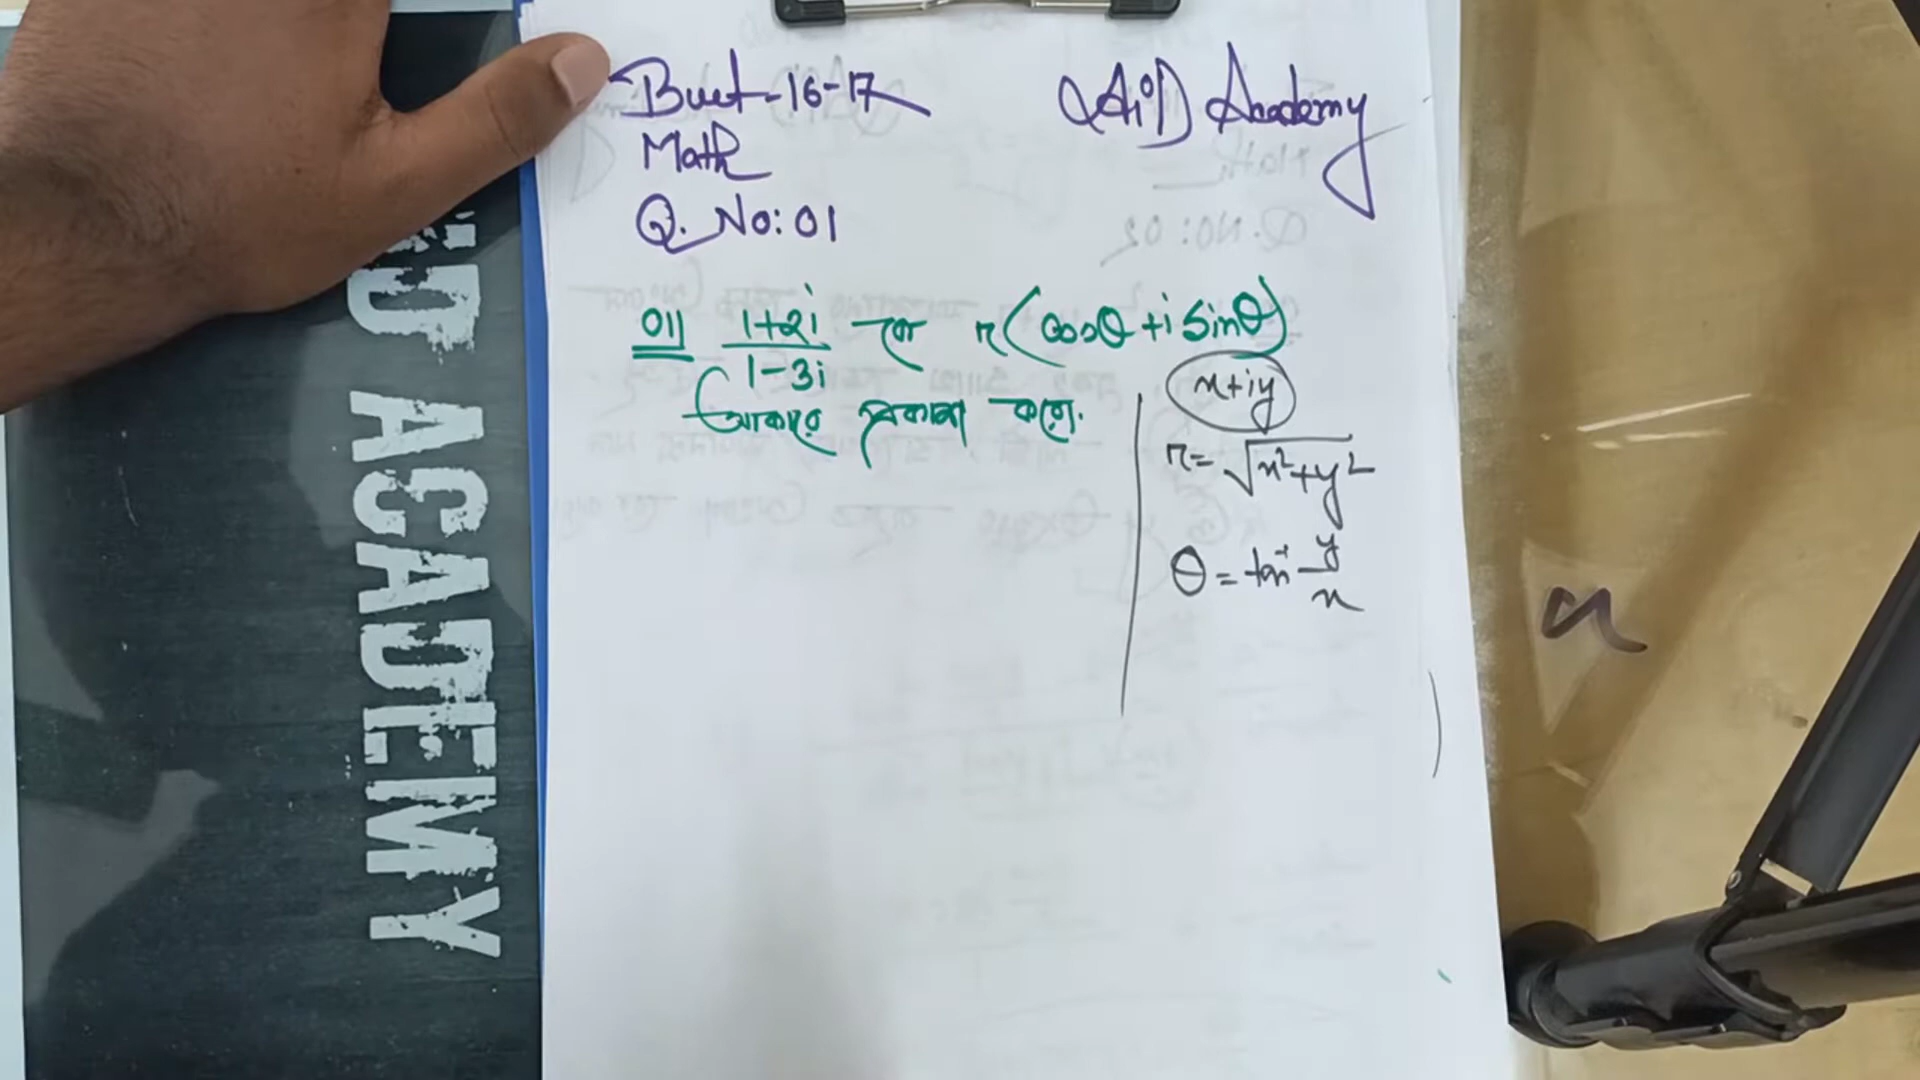 Buet-16-17
Math
Q. No: 01
QAiD Academy
01| 1+2i / 1-3i কে r(cosθ + i sinθ)
আকারে প্রকাশ করো.
x+iy
r = √x²+y²
θ = tan⁻¹ y/x
ACADEMY
x